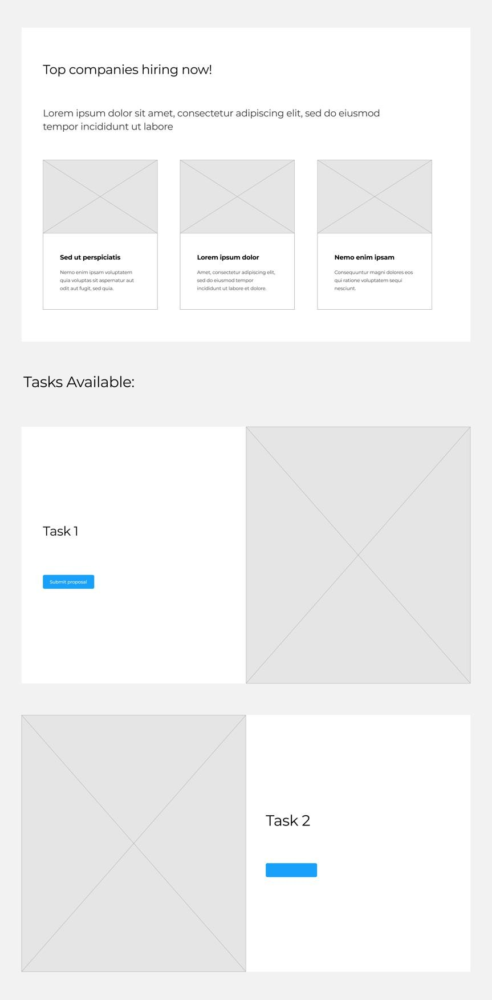 Top companies hiring now!
Lorem ipsum dolor sit amet, consectetur adipiscing elit, sed do eiusmod
tempor incididunt ut labore
Sed ut perspiciatis
Nemo enim ipsam voluptatem
quia voluptas sit aspernatur aut
odit aut fugit, sed quia.
Lorem ipsum dolor
Amet, consectetur adipiscing elit,
sed do eiusmod tempor
incididunt ut labore et dolore.
Nemo enim ipsam
Consequuntur magni dolores eos
qui ratione voluptatem sequi
nesciunt.
Tasks Available:
Task 1
Submit proposal
Task 2